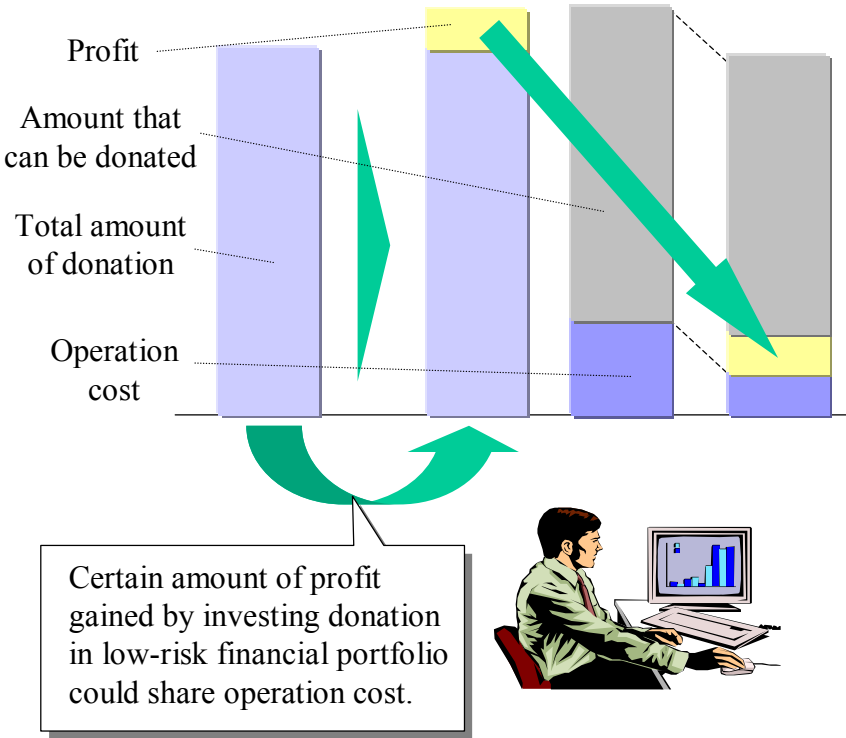 Profit
Amount that
can be donated
Total amount
of donation
Operation
cost
Certain amount of profit
gained by investing donation
in low-risk financial portfolio
could share operation cost.